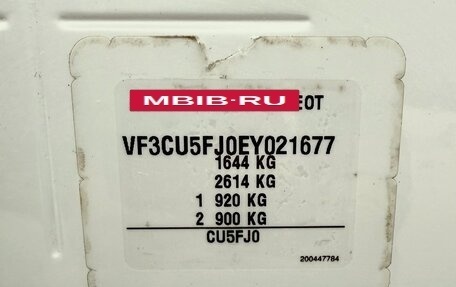 MBIB-RU EOT
VF3CU5FJ0EY021677
1644 KG
2614 KG
1 920 KG
2 900 KG
CU5FJ0
200447784